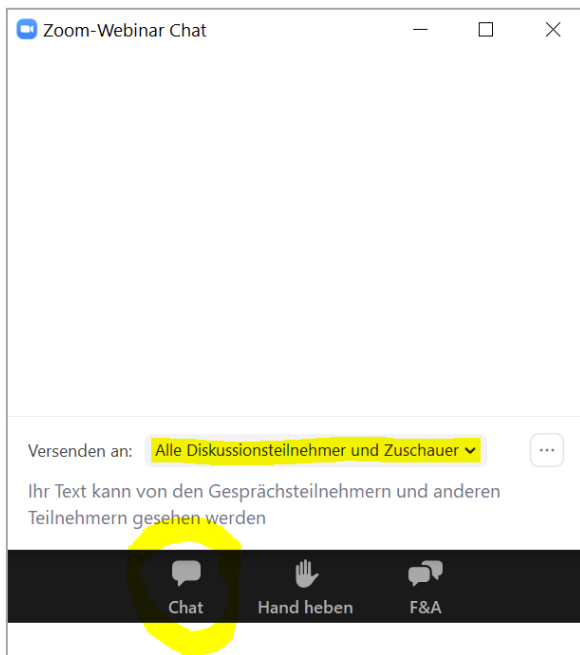 Zoom-Webinar Chat
Versenden an: Alle Diskussionsteilnehmer und Zuschauer
Ihr Text kann von den Gesprächsteilnehmern und anderen
Teilnehmern gesehen werden
Chat Hand heben F&A